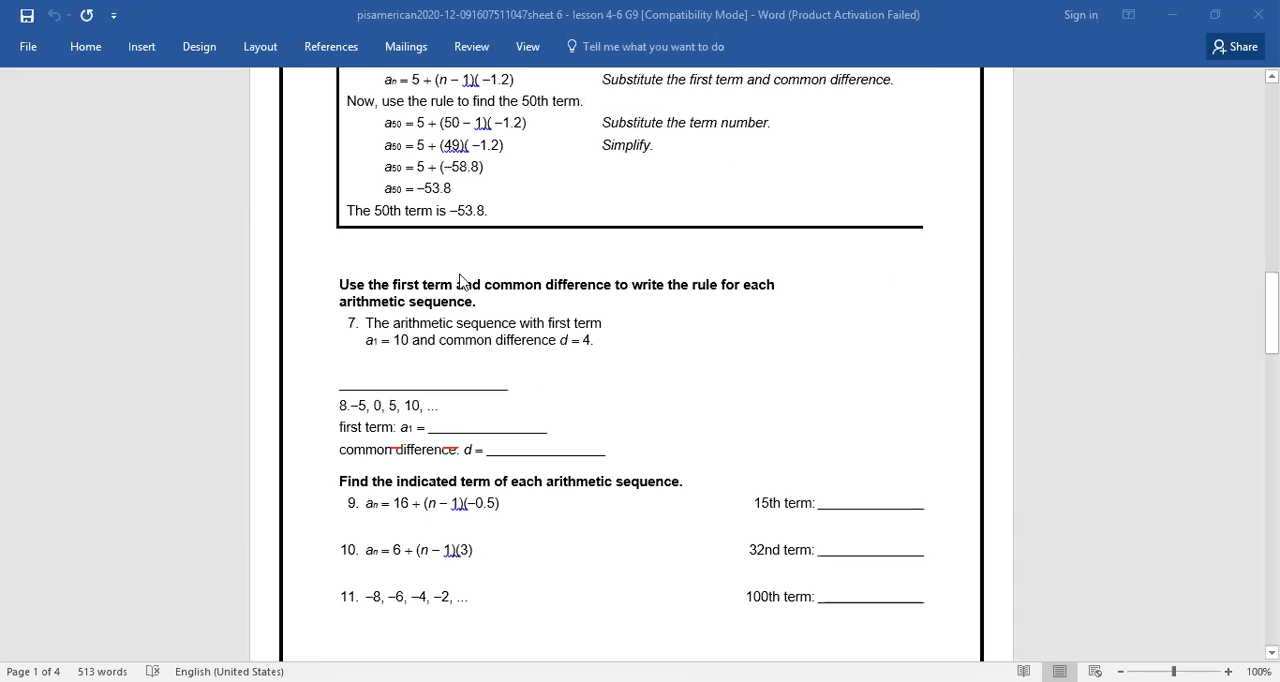 pisamerican2020-12-091607511047sheet 6 - lesson 4-6 G9 [Compatibility Mode] - Word (Product Activation Failed)
Sign in
File Home Insert Design Layout References Mailings Review View Tell me what you want to do Share
an = 5 + (n – 1)( –1.2) Substitute the first term and common difference.
Now, use the rule to find the 50th term.
a50 = 5 + (50 – 1)( –1.2) Substitute the term number.
a50 = 5 + (49)( –1.2) Simplify.
a50 = 5 + (–58.8)
a50 = –53.8
The 50th term is –53.8.
Use the first term and common difference to write the rule for each
arithmetic sequence.
7. The arithmetic sequence with first term
a1 = 10 and common difference d = 4.
8.–5, 0, 5, 10, ...
first term: a1 =
common difference: d =
Find the indicated term of each arithmetic sequence.
9. an = 16 + (n – 1)(–0.5) 15th term:
10. an = 6 + (n – 1)(3) 32nd term:
11. –8, –6, –4, –2, ... 100th term:
Page 1 of 4 513 words English (United States) 100%